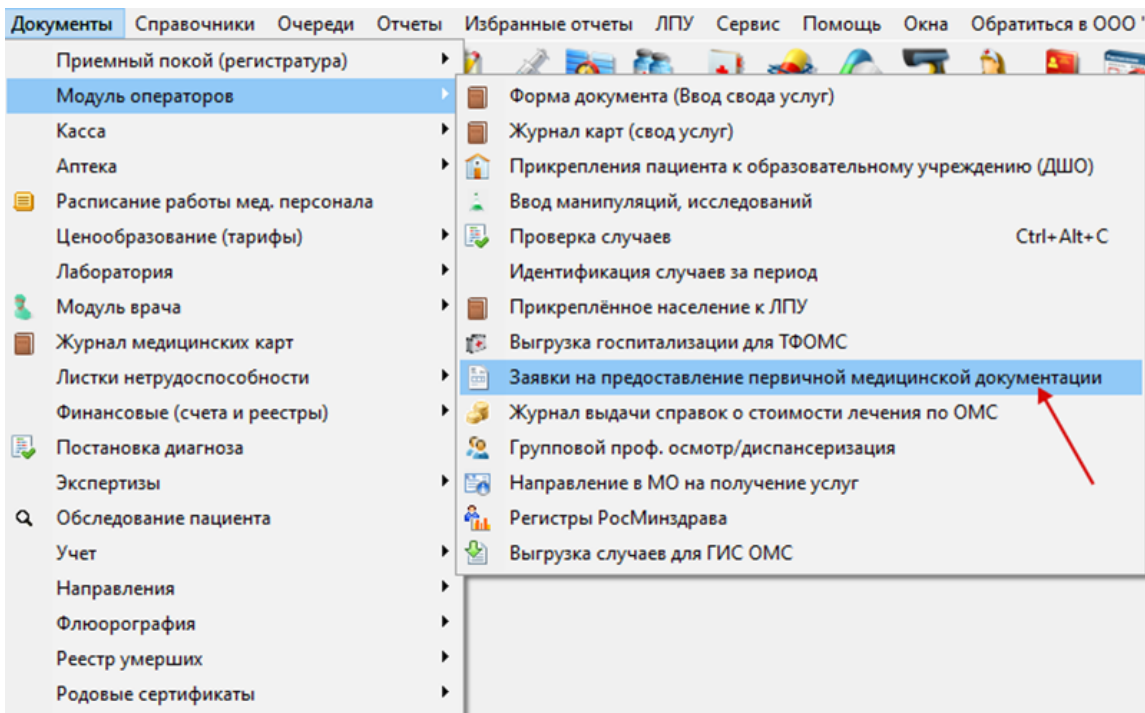 Документы Справочники Очереди Отчеты Избранные отчеты ЛПУ Сервис Помощь Окна Обратиться в ООО "
Приемный покой (регистратура)
Модуль операторов
Касса
Аптека
Расписание работы мед. персонала
Ценообразование (тарифы)
Лаборатория
Модуль врача
Журнал медицинских карт
Листки нетрудоспособности
Финансовые (счета и реестры)
Постановка диагноза
Экспертизы
Обследование пациента
Учет
Направления
Флюорография
Реестр умерших
Родовые сертификаты
Форма документа (Ввод свода услуг)
Журнал карт (свод услуг)
Прикрепления пациента к образовательному учреждению (ДШО)
Ввод манипуляций, исследований
Проверка случаев Ctrl+Alt+C
Идентификация случаев за период
Прикреплённое население к ЛПУ
Выгрузка госпитализации для ТФОМС
Заявки на предоставление первичной медицинской документации
Журнал выдачи справок о стоимости лечения по ОМС
Групповой проф. осмотр/диспансеризация
Направление в МО на получение услуг
Регистры РосМинздрава
Выгрузка случаев для ГИС ОМС